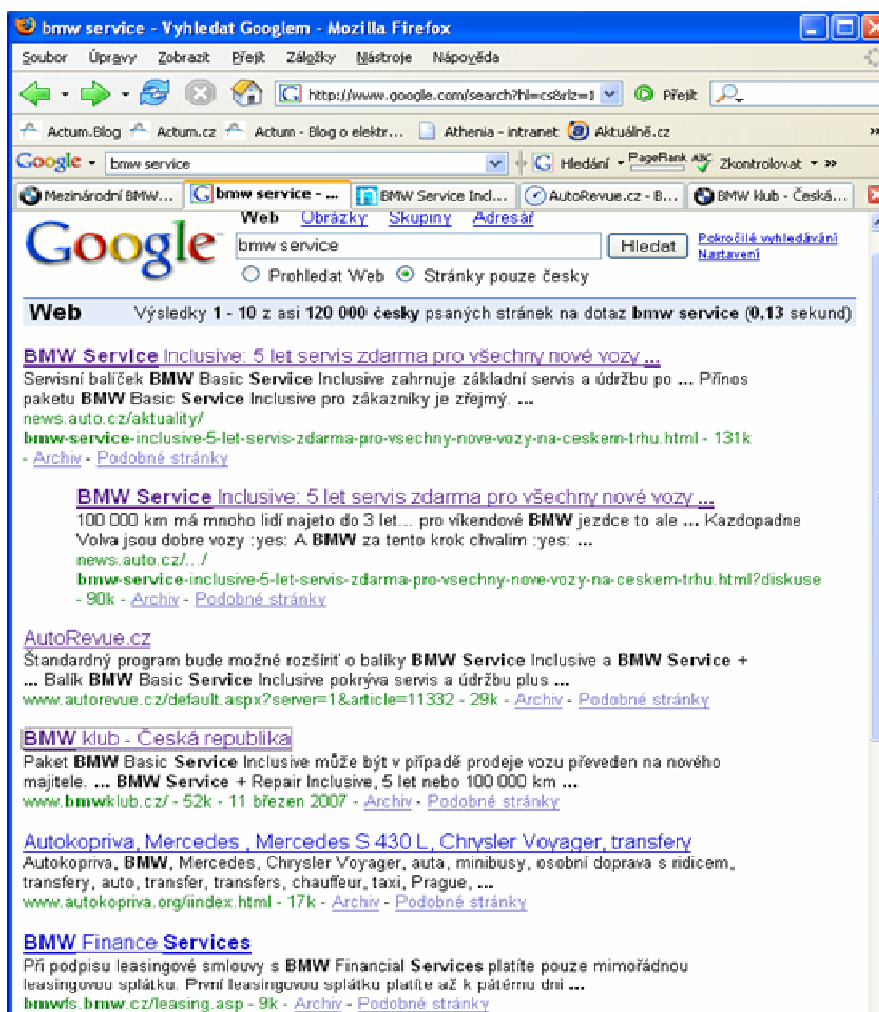 bmw service - Vyhledat Googlem - Mozilla Firefox
Soubor Úpravy Zobrazit Přejít Záložky Nástroje Nápověda
http://www.google.com/search?hl=cs&rlz=1 Přejít
Actum.Blog Actum.cz Actum - Blog o elektr... Athenia - intranet Aktuálně.cz »
Google bmw service Hledání PageRank ABC Zkontrolovat »
Mezinárodní BMW... bmw service - ... BMW Service Incl... AutoRevue.cz - B... BMW klub - Česká...
Web Obrázky Skupiny Adresář
Google bmw service Hledat Pokročilé vyhledávání
Nastavení
Prohledat Web Stránky pouze česky
Web Výsledky 1 - 10 z asi 120 000 česky psaných stránek na dotaz bmw service (0,13 sekund)
BMW Service Inclusive: 5 let servis zdarma pro všechny nové vozy ...
Servisní balíček BMW Basic Service Inclusive zahrnuje základní servis a údržbu po ... Přínos
paketu BMW Basic Service Inclusive pro zákazníky je zřejmý. ...
news.auto.cz/aktuality/
bmw-service-inclusive-5-let-servis-zdarma-pro-vsechny-nove-vozy-na-ceskem-trhu.html - 131k
- Archiv - Podobné stránky
BMW Service Inclusive: 5 let servis zdarma pro všechny nové vozy ...
100 000 km má mnoho lidí najeto do 3 let... pro víkendové BMW jezdce to ale ... Kazdopadne
Volva jsou dobre vozy :yes: A BMW za tento krok chvalim :yes: ...
news.auto.cz/.../
bmw-service-inclusive-5-let-servis-zdarma-pro-vsechny-nove-vozy-na-ceskem-trhu.html?diskuse
- 90k - Archiv - Podobné stránky
AutoRevue.cz
Štandardný program bude možné rozšíriť o balíky BMW Service Inclusive a BMW Service +
... Balík BMW Basic Service Inclusive pokrýva servis a údržbu plus ...
www.autorevue.cz/default.aspx?server=1&article=11332 - 29k - Archiv - Podobné stránky
BMW klub - Česká republika
Paket BMW Basic Service Inclusive může být v případě prodeje vozu převeden na nového
majitele. ... BMW Service + Repair Inclusive, 5 let nebo 100 000 km ...
www.bmwklub.cz/ - 52k - 11 březen 2007 - Archiv - Podobné stránky
Autokopriva, Mercedes , Mercedes S 430 L, Chrysler Voyager, transfery
Autokopriva, BMW, Mercedes, Chrysler Voyager, auta, minibusy, osobní doprava s ridicem,
transfery, auto, transfer, transfers, chauffeur, taxi, Prague, ...
www.autokopriva.org/iindex.html - 17k - Archiv - Podobné stránky
BMW Finance Services
Při podpisu leasingové smlouvy s BMW Financial Services platíte pouze mimořádnou
leasingovou splátku. První leasingovou splátku platíte až k pátému dni ...
bmwfs.bmw.cz/leasing.asp - 9k - Archiv - Podobné stránky